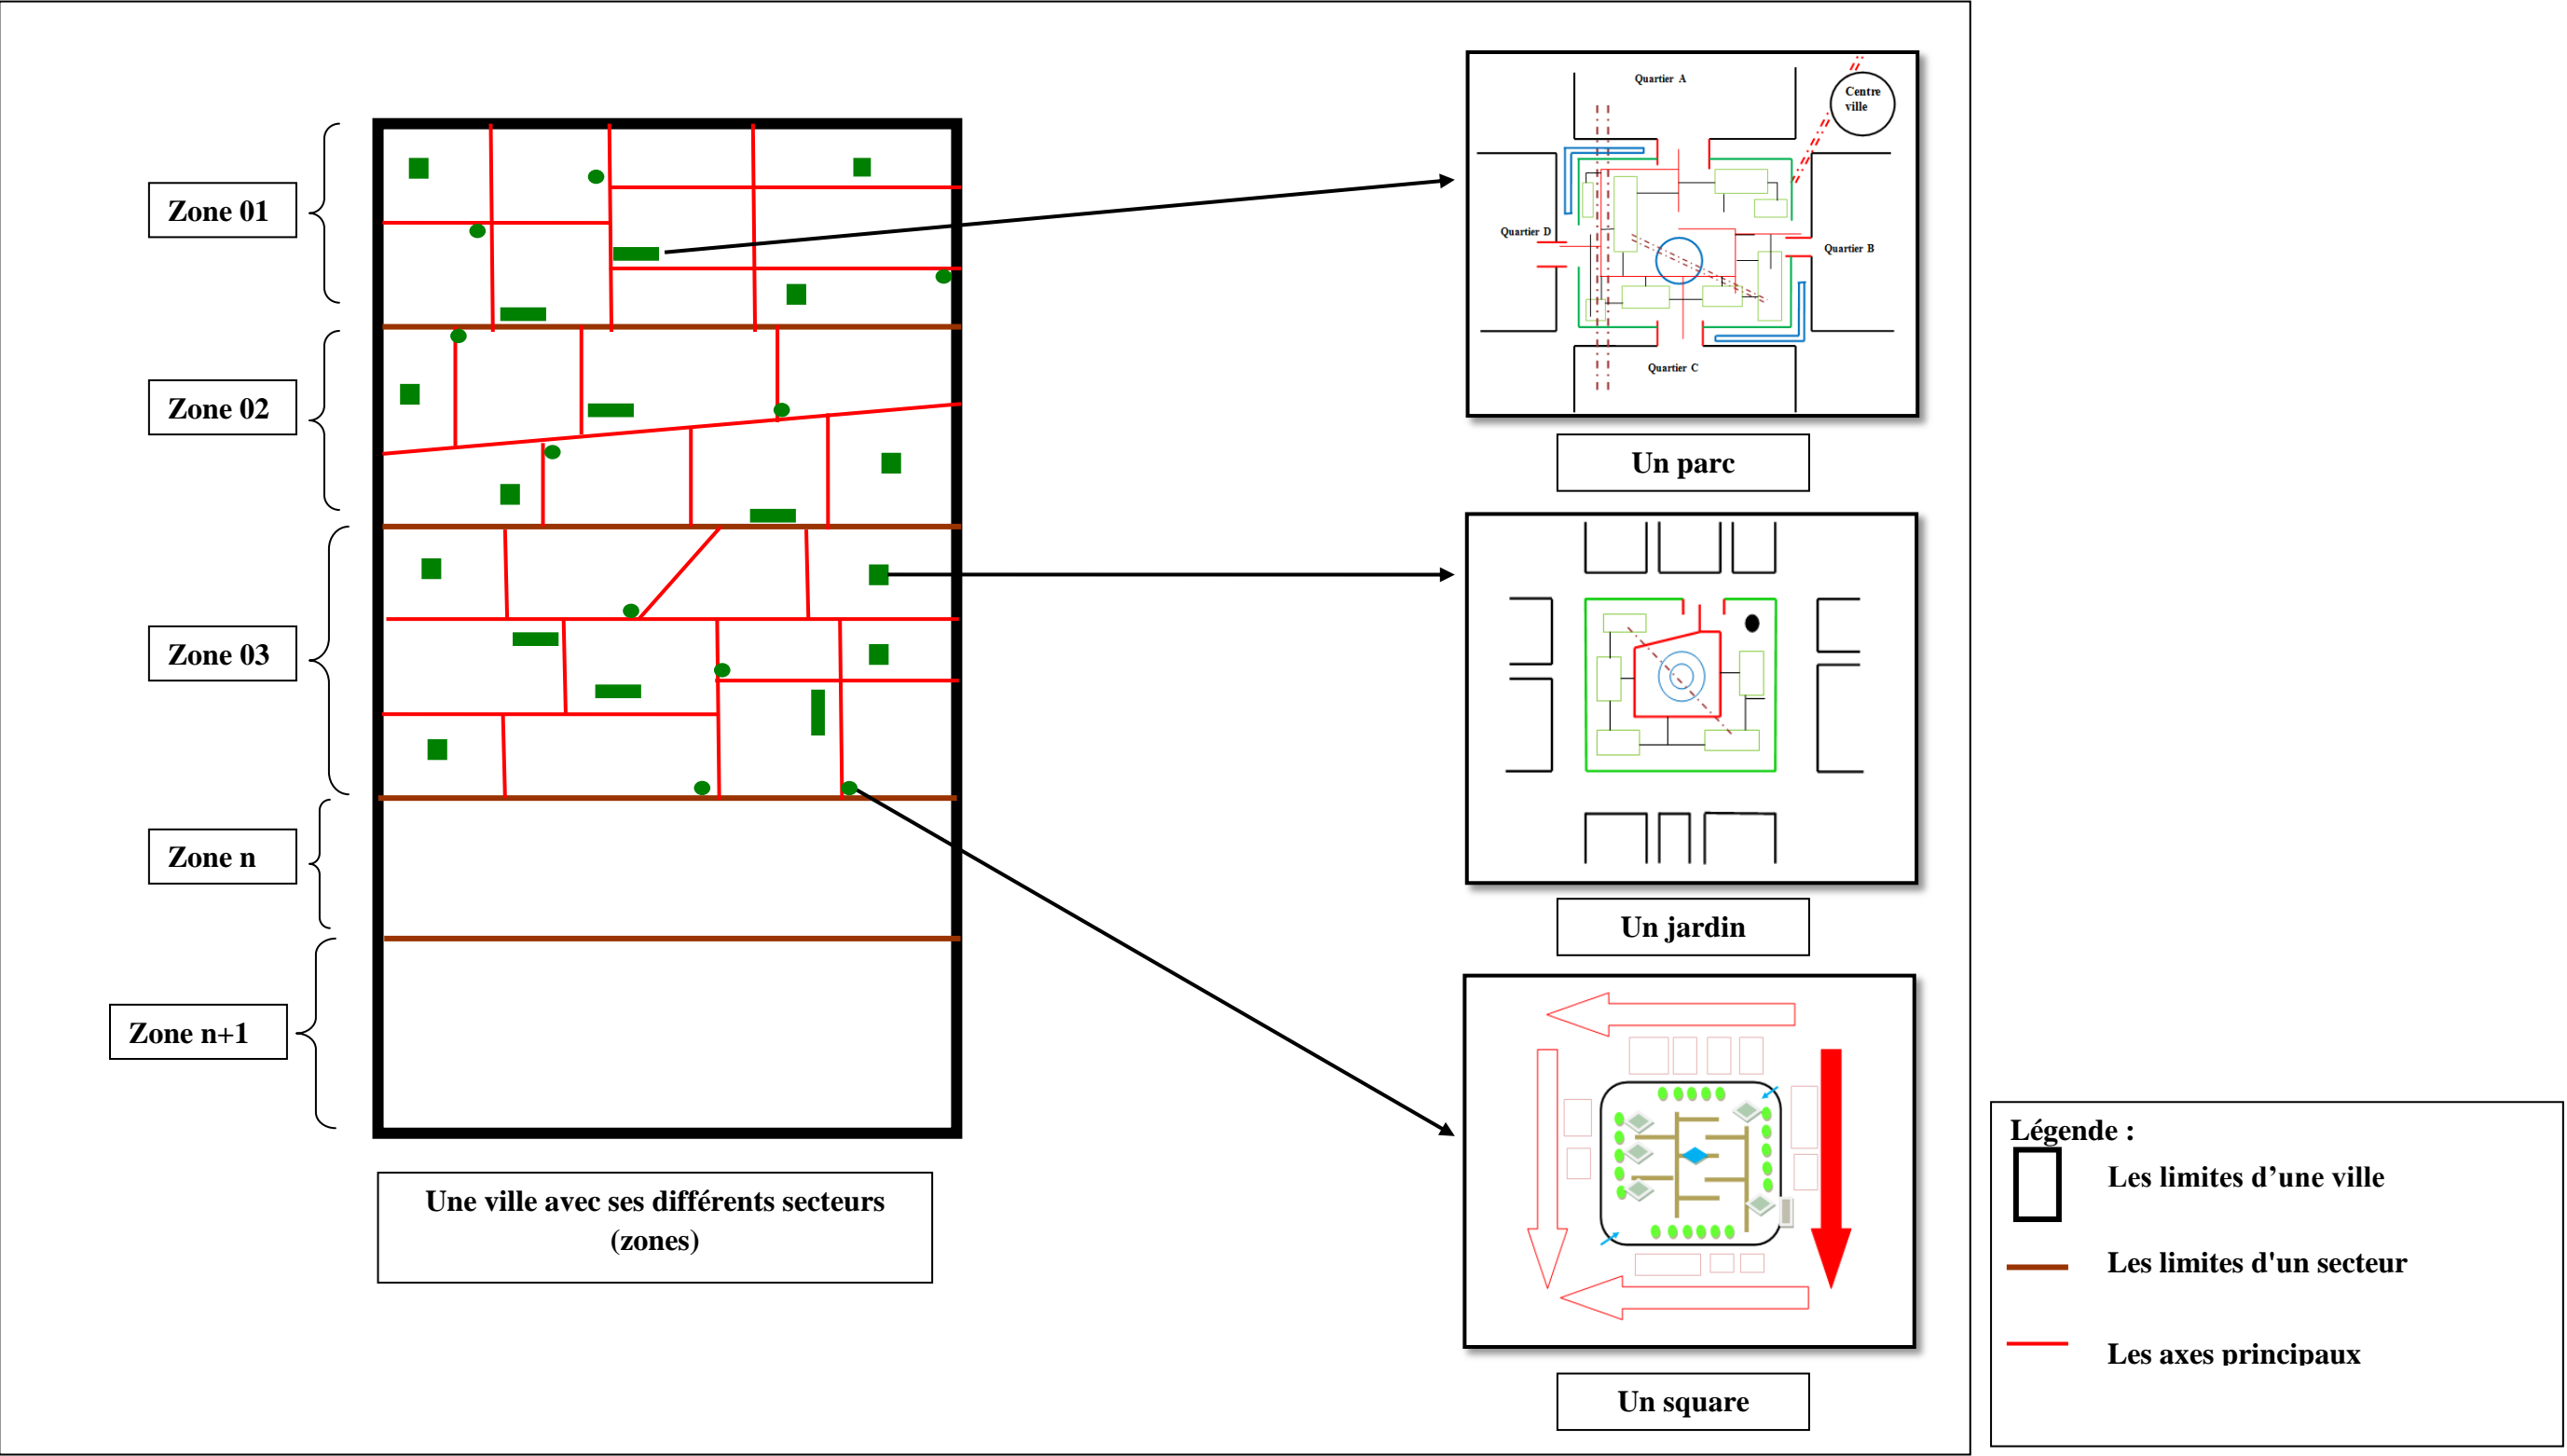 Zone 01
Zone 02
Zone 03
Zone n
Zone n+1
Une ville avec ses différents secteurs
(zones)
Quartier A
Centre
ville
Quartier D
Quartier B
Quartier C
Un parc
Un jardin
Un square
Légende :
Les limites d’une ville
Les limites d'un secteur
Les axes principaux